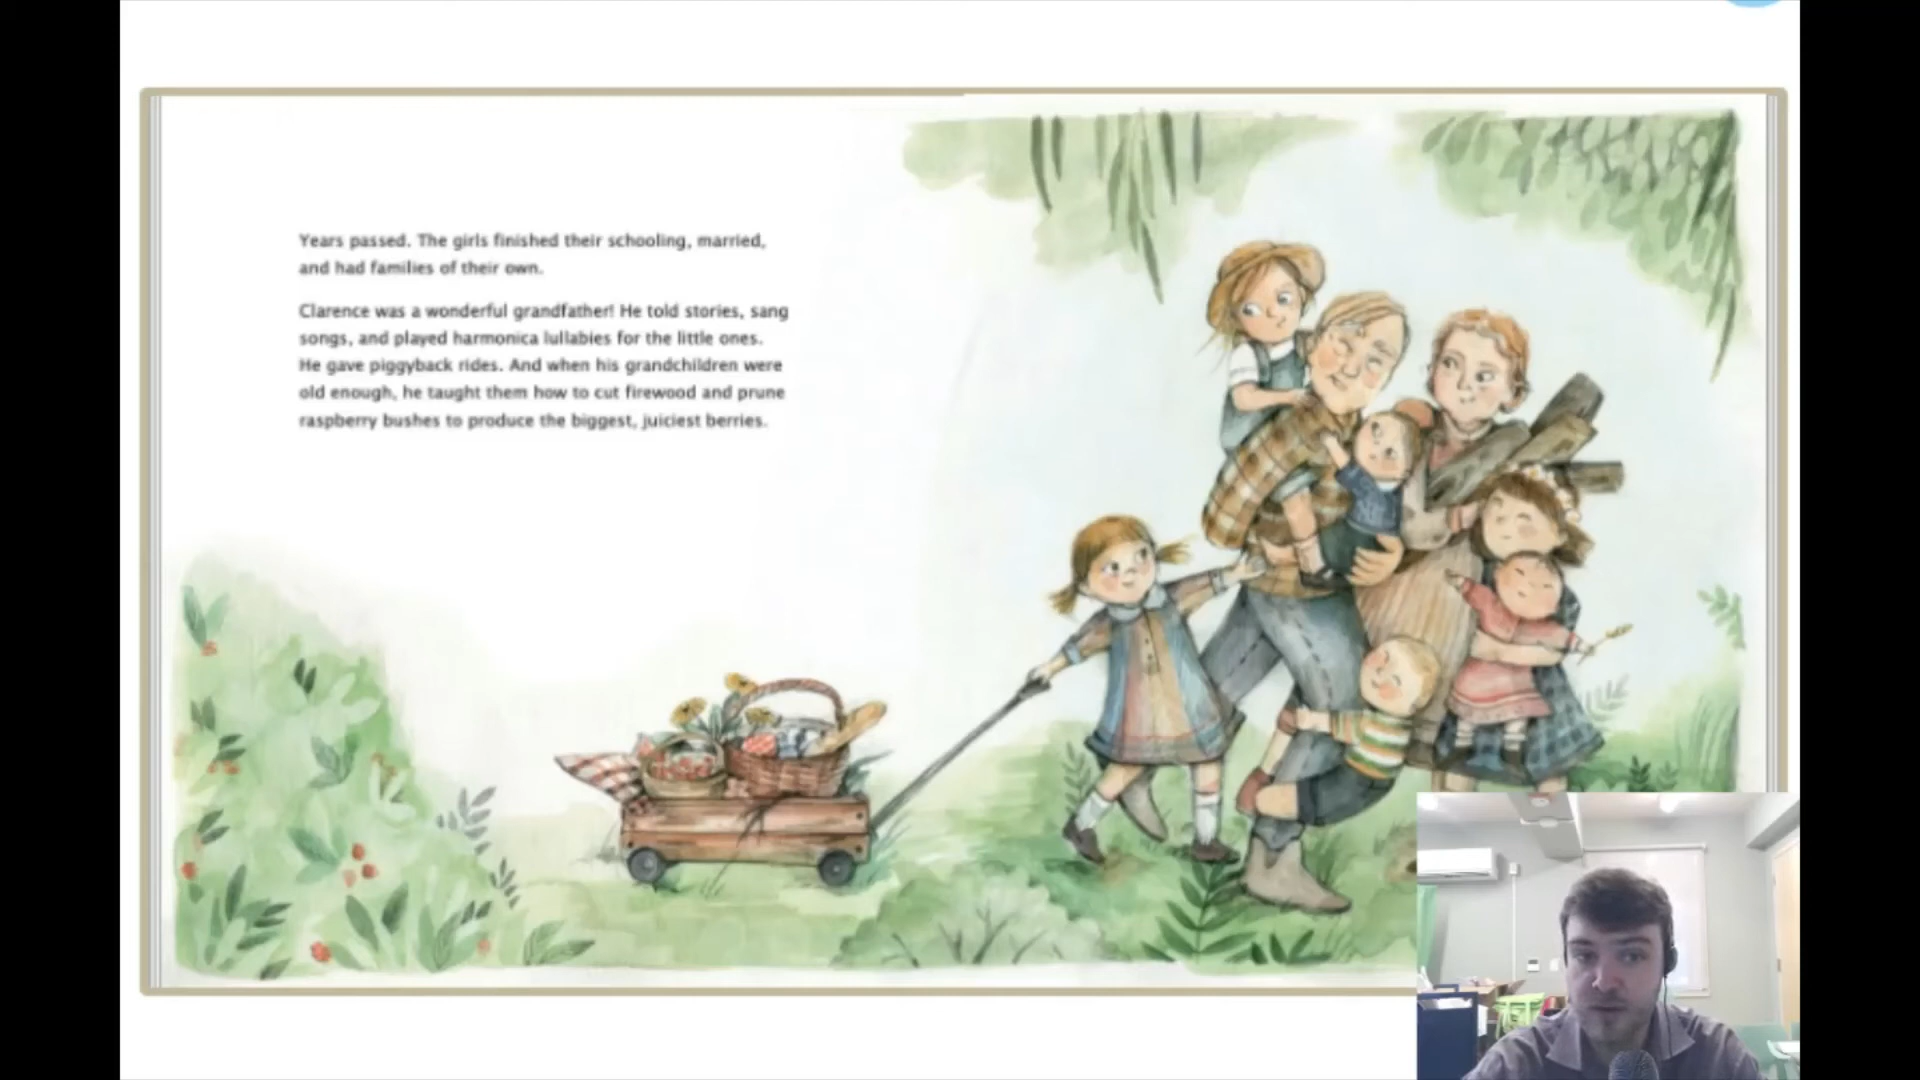 Years passed. The girls finished their schooling, married,
and had families of their own.
Clarence was a wonderful grandfather! He told stories, sang
songs, and played harmonica lullabies for the little ones.
He gave piggyback rides. And when his grandchildren were
old enough, he taught them how to cut firewood and prune
raspberry bushes to produce the biggest, juiciest berries.